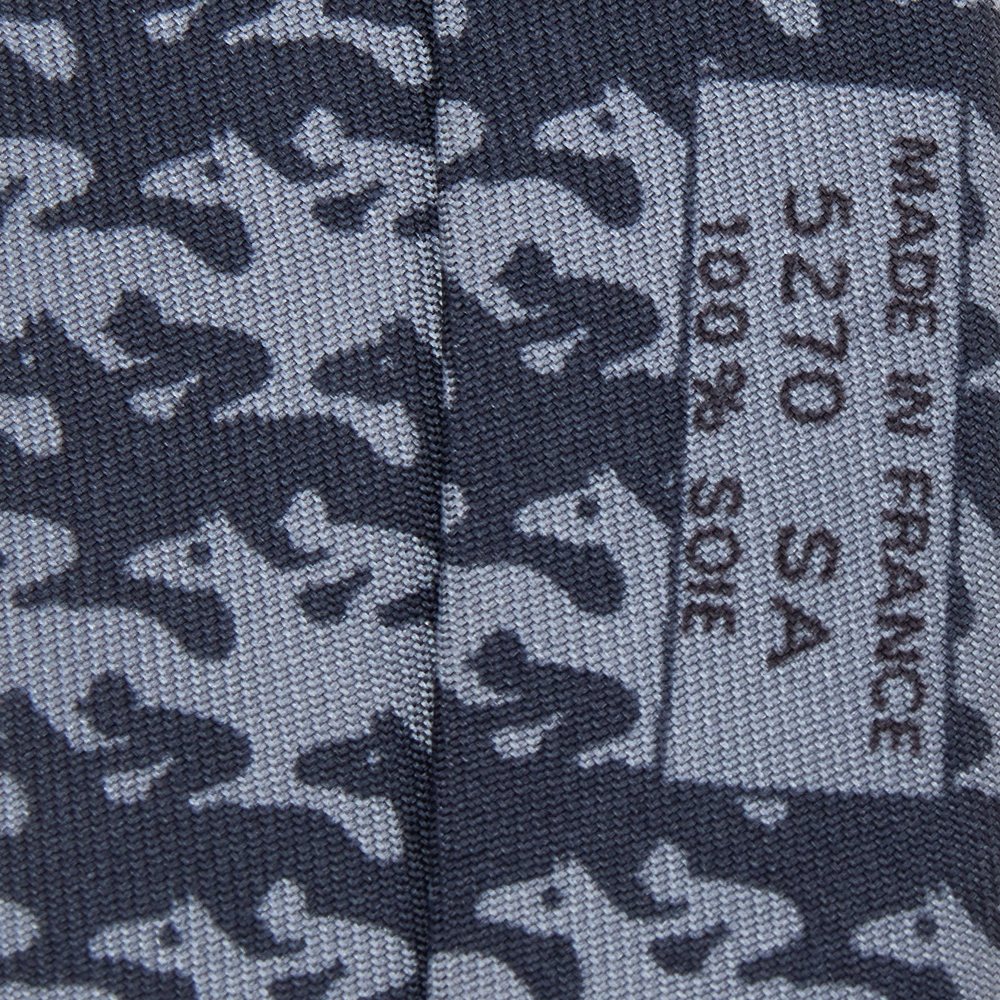 MADE IN FRANCE
5270 SA
100% SOIE